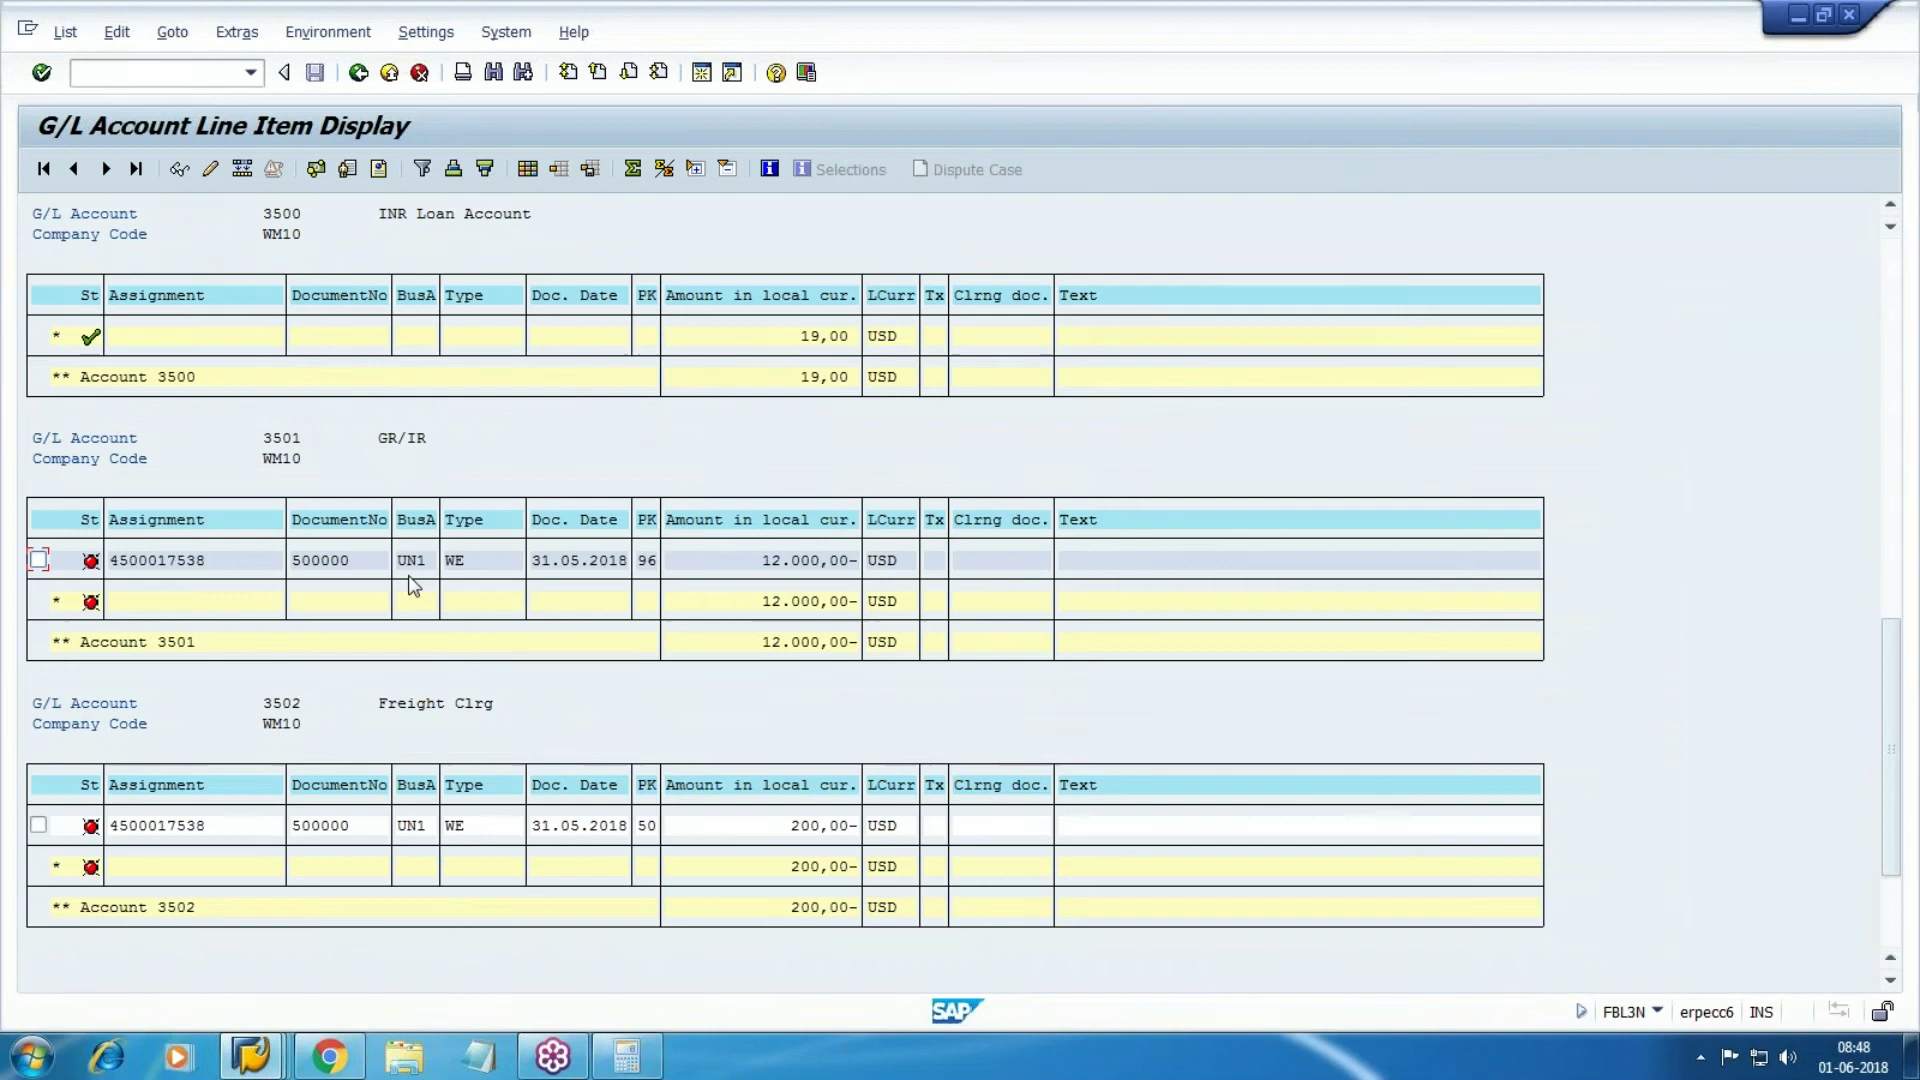 List Edit Goto Extras Environment Settings System Help
G/L Account Line Item Display
Selections Dispute Case
G/L Account 3500 INR Loan Account
Company Code WM10
St Assignment DocumentNo BusA Type Doc. Date PK Amount in local cur. LCurr Tx Clrng doc. Text
* 19,00 USD
** Account 3500 19,00 USD
G/L Account 3501 GR/IR
Company Code WM10
St Assignment DocumentNo BusA Type Doc. Date PK Amount in local cur. LCurr Tx Clrng doc. Text
4500017538 500000 UN1 WE 31.05.2018 96 12.000,00- USD
* 12.000,00- USD
** Account 3501 12.000,00- USD
G/L Account 3502 Freight Clrg
Company Code WM10
St Assignment DocumentNo BusA Type Doc. Date PK Amount in local cur. LCurr Tx Clrng doc. Text
4500017538 500000 UN1 WE 31.05.2018 50 200,00- USD
* 200,00- USD
** Account 3502 200,00- USD
SAP
FBL3N erpecc6 INS
08:48
01-06-2018